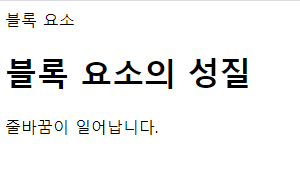 블록 요소
블록 요소의 성질
줄바꿈이 일어납니다.